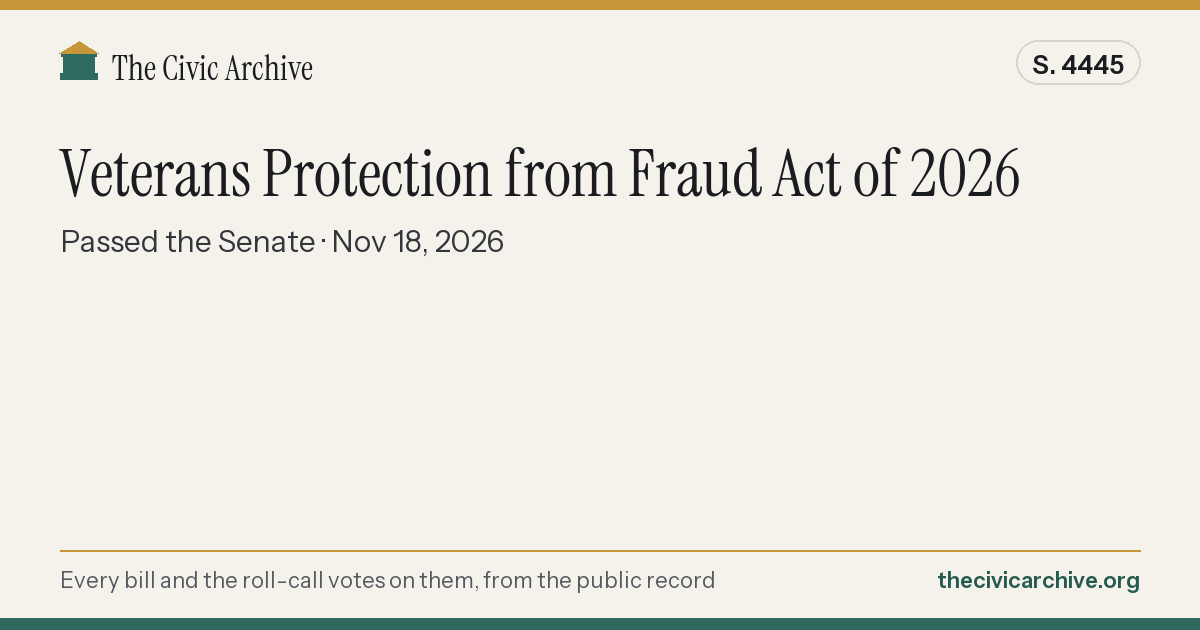 The Civic Archive
S. 4445
Veterans Protection from Fraud Act of 2026
Passed the Senate · Nov 18, 2026
Every bill and the roll-call votes on them, from the public record
thecivicarchive.org